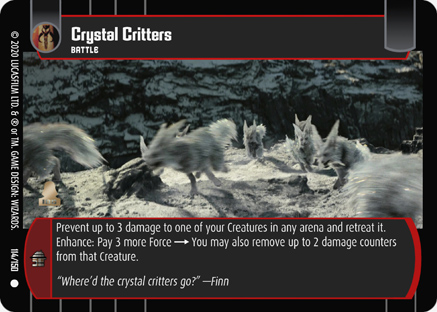 Crystal Critters
BATTLE
Prevent up to 3 damage to one of your Creatures in any arena and retreat it.
Enhance: Pay 3 more Force → You may also remove up to 2 damage counters
from that Creature.
"Where'd the crystal critters go?" —Finn
© 2020 LUCASFILM LTD. & ® or TM. GAME DESIGN: WIZARDS.
114/150